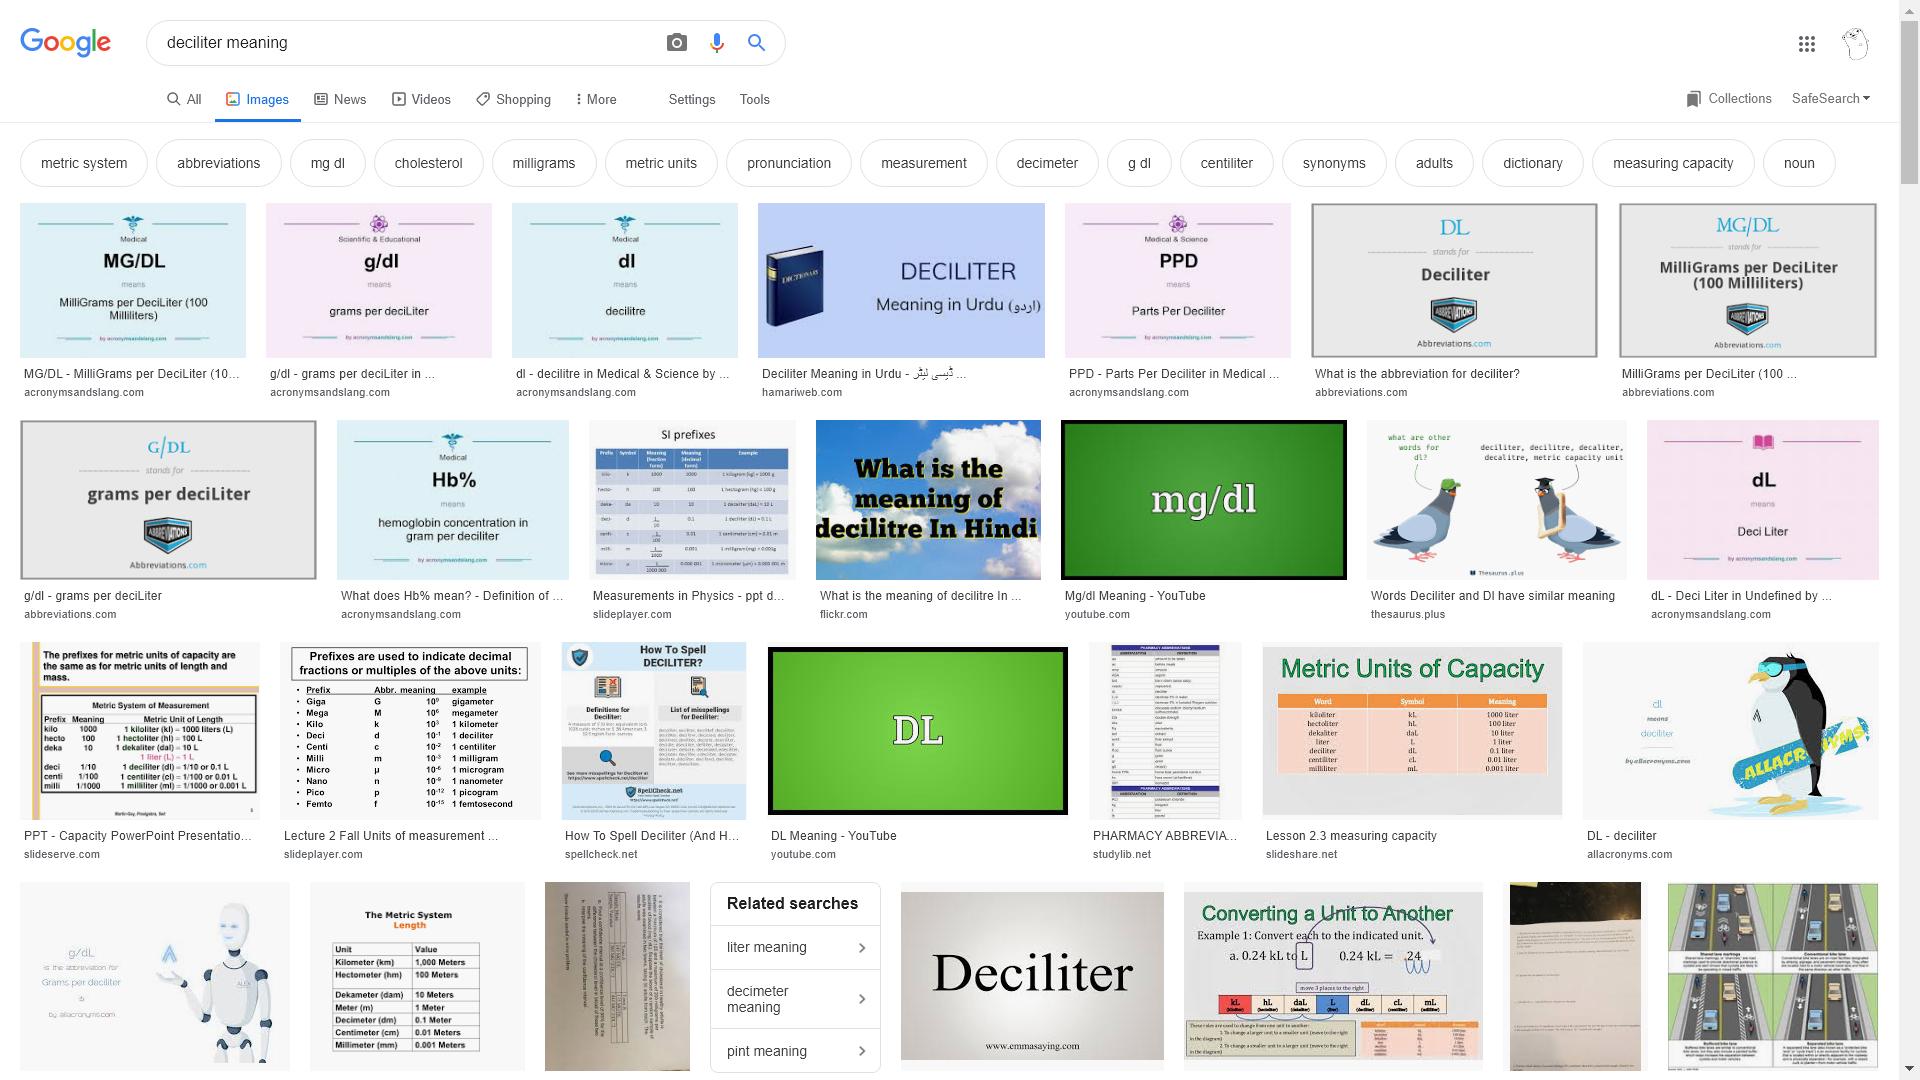 Google
deciliter meaning
All
Images
News
Videos
Shopping
More
Settings
Tools
Collections
SafeSearch
metric system
abbreviations
mg dl
cholesterol
milligrams
metric units
pronunciation
measurement
decimeter
g dl
centiliter
synonyms
adults
dictionary
measuring capacity
noun
Medical
MG/DL
means
MilliGrams per DeciLiter (100
Milliliters)
by acronymsandslang.com
MG/DL - MilliGrams per DeciLiter (10...
acronymsandslang.com
Scientific & Educational
g/dl
means
grams per deciLiter
by acronymsandslang.com
g/dl - grams per deciLiter in ...
acronymsandslang.com
Medical
dl
means
decilitre
by acronymsandslang.com
dl - decilitre in Medical & Science by ...
acronymsandslang.com
DICTIONARY
DECILITER
Meaning in Urdu (اردو)
Deciliter Meaning in Urdu - ڈیسی لیٹر ...
hamariweb.com
Medical & Science
PPD
means
Parts Per Deciliter
by acronymsandslang.com
PPD - Parts Per Deciliter in Medical ...
acronymsandslang.com
DL
stands for
Deciliter
ABBREVIATIONS
Abbreviations.com
What is the abbreviation for deciliter?
abbreviations.com
MG/DL
stands for
MilliGrams per DeciLiter
(100 Milliliters)
ABBREVIATIONS
Abbreviations.com
MilliGrams per DeciLiter (100 ...
abbreviations.com
G/DL
stands for
grams per deciLiter
ABBREVIATIONS
Abbreviations.com
g/dl - grams per deciLiter
abbreviations.com
Medical
Hb%
means
hemoglobin concentration in
gram per deciliter
by acronymsandslang.com
What does Hb% mean? - Definition of ...
acronymsandslang.com
SI prefixes
Measurements in Physics - ppt d...
slideplayer.com
What is the
meaning of
decilitre In Hindi
What is the meaning of decilitre In ...
flickr.com
mg/dl
Mg/dl Meaning - YouTube
youtube.com
what are other
words for
dl?
deciliter, decilitre, decaliter,
decalitre, metric capacity unit
Thesaurus.plus
Words Deciliter and Dl have similar meaning
thesaurus.plus
dL
means
Deci Liter
by acronymsandslang.com
dL - Deci Liter in Undefined by ...
acronymsandslang.com
The prefixes for metric units of capacity are
the same as for metric units of length and
mass.
Metric System of Measurement
Prefix Meaning Metric Unit of Length
kilo 1000 1 kiloliter (kl) = 1000 liters (L)
hecto 100 1 hectoliter (hl) = 100 L
deka 10 1 dekaliter (dal) = 10 L
1 liter (L) = 1 L
deci 1/10 1 deciliter (dl) = 1/10 or 0.1 L
centi 1/100 1 centiliter (cl) = 1/100 or 0.01 L
milli 1/1000 1 milliliter (ml) = 1/1000 or 0.001 L
PPT - Capacity PowerPoint Presentatio...
slideserve.com
Prefixes are used to indicate decimal
fractions or multiples of the above units:
• Prefix Abbr. meaning example
• Giga G 10⁹ gigameter
• Mega M 10⁶ megameter
• Kilo k 10³ 1 kilometer
• Deci d 10⁻¹ 1 deciliter
• Centi c 10⁻² 1 centiliter
• Milli m 10⁻³ 1 milligram
• Micro µ 10⁻⁶ 1 microgram
• Nano n 10⁻⁹ 1 nanometer
• Pico p 10⁻¹² 1 picogram
• Femto f 10⁻¹⁵ 1 femtosecond
Lecture 2 Fall Units of measurement ...
slideplayer.com
How To Spell
DECILITER?
Definitions for
Deciliter:
List of misspellings
for Deciliter:
SpellCheck.net
How To Spell Deciliter (And H...
spellcheck.net
DL
DL Meaning - YouTube
youtube.com
PHARMACY ABBREVIATIONS
PHARMACY ABBREVIA...
studylib.net
Metric Units of Capacity
Word Symbol Meaning
kiloliter kL 1000 liter
hectoliter hL 100 liter
dekaliter daL 10 liter
liter L 1 liter
deciliter dL 0.1 liter
centiliter cL 0.01 liter
milliliter mL 0.001 liter
Lesson 2.3 measuring capacity
slideshare.net
dl
means
deciliter
by allacronyms.com
DL - deciliter
allacronyms.com
g/dL
is the abbreviation for
Grams per deciliter
by allacronyms.com
ALEX
The Metric System
Length
Unit Value
Kilometer (km) 1,000 Meters
Hectometer (hm) 100 Meters
Dekameter (dam) 10 Meters
Meter (m) 1 Meter
Decimeter (dm) 0.1 Meter
Centimeter (cm) 0.01 Meters
Millimeter (mm) 0.001 Meters
Related searches
liter meaning
decimeter
meaning
pint meaning
Deciliter
www.emmasaying.com
Converting a Unit to Another
Example 1: Convert each to the indicated unit.
a. 0.24 kL to L 0.24 kL = .24
move 3 places to the right
kL hL daL L dL cL mL